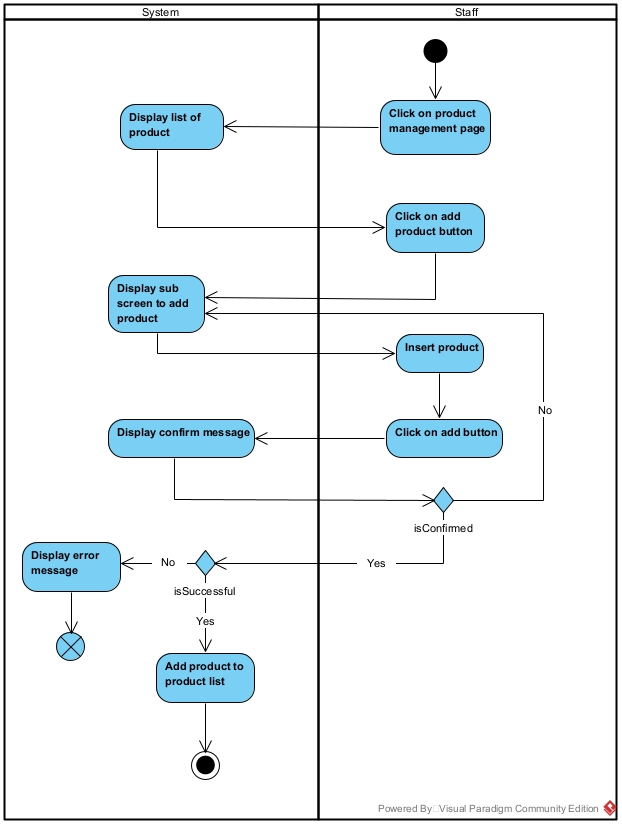 System
Staff
Click on product
management page
Display list of
product
Click on add
product button
Display sub
screen to add
product
Insert product
No
Click on add button
Display confirm message
isConfirmed
Yes
No
Display error
message
isSuccessful
Yes
Add product to
product list
Powered By Visual Paradigm Community Edition